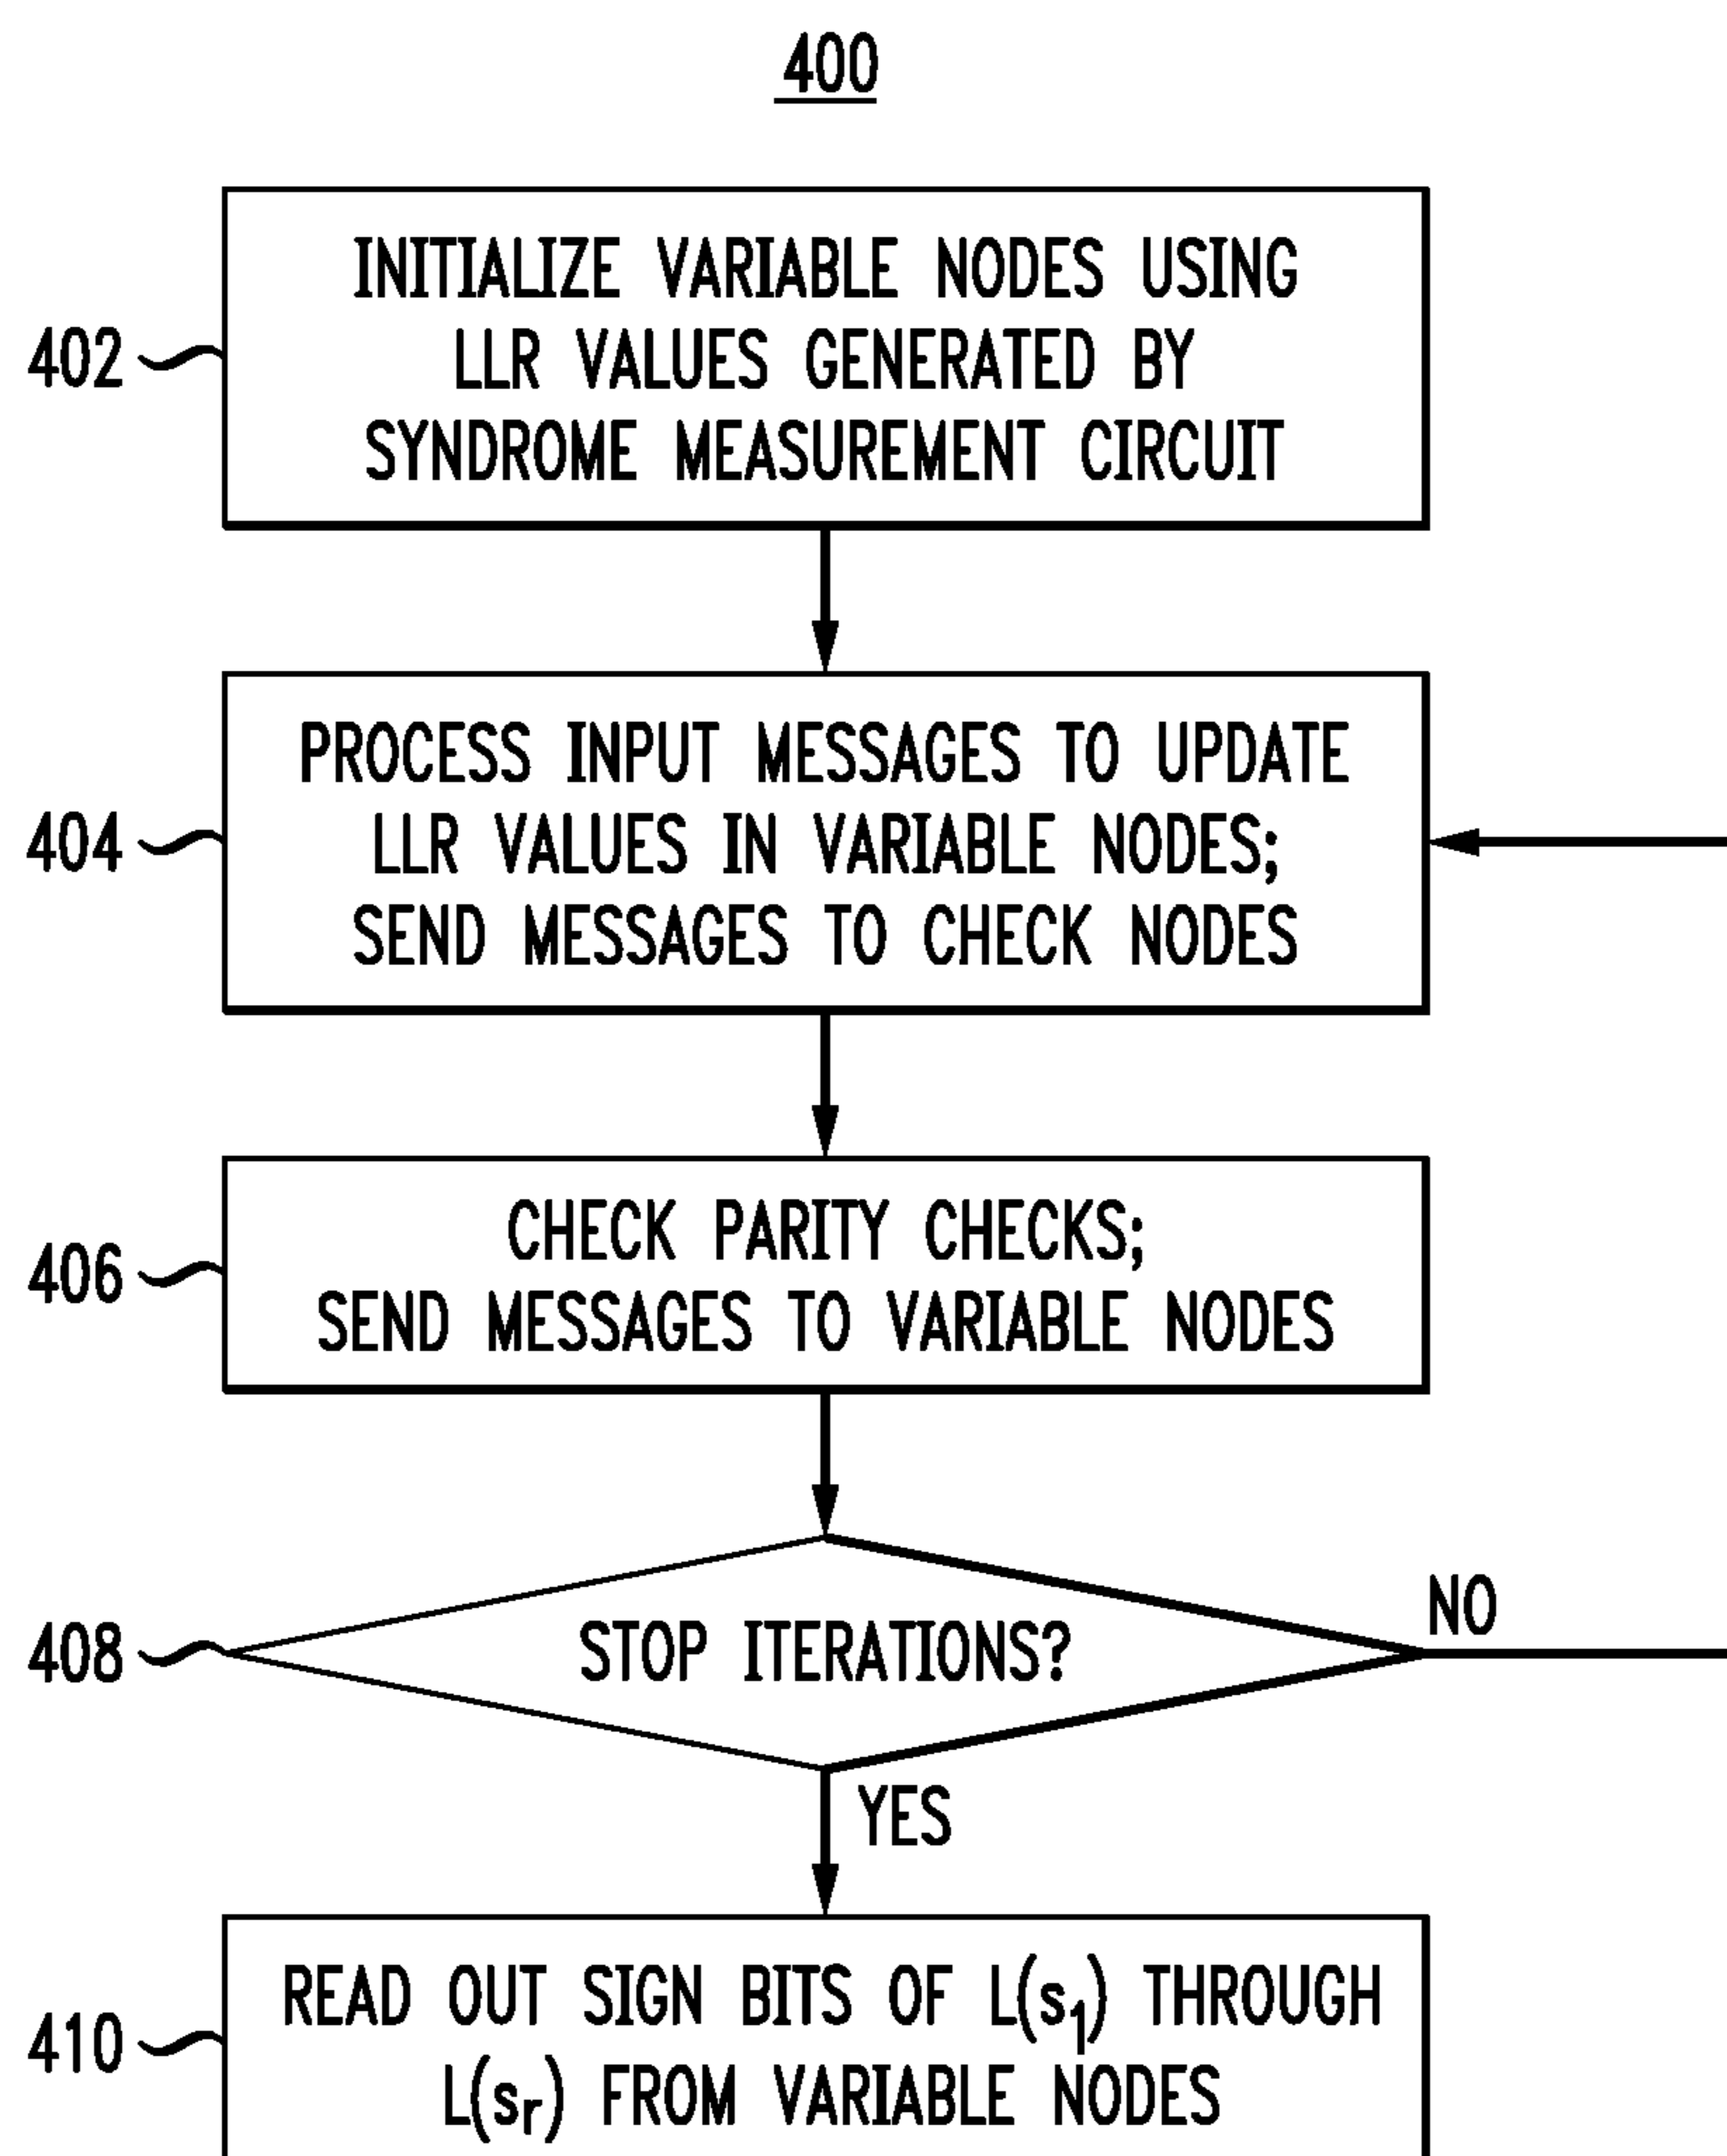 400
INITIALIZE VARIABLE NODES USING
LLR VALUES GENERATED BY
SYNDROME MEASUREMENT CIRCUIT
402
PROCESS INPUT MESSAGES TO UPDATE
LLR VALUES IN VARIABLE NODES;
SEND MESSAGES TO CHECK NODES
404
CHECK PARITY CHECKS;
SEND MESSAGES TO VARIABLE NODES
406
STOP ITERATIONS?
408
NO
YES
READ OUT SIGN BITS OF L(s₁) THROUGH
L(sᵣ) FROM VARIABLE NODES
410